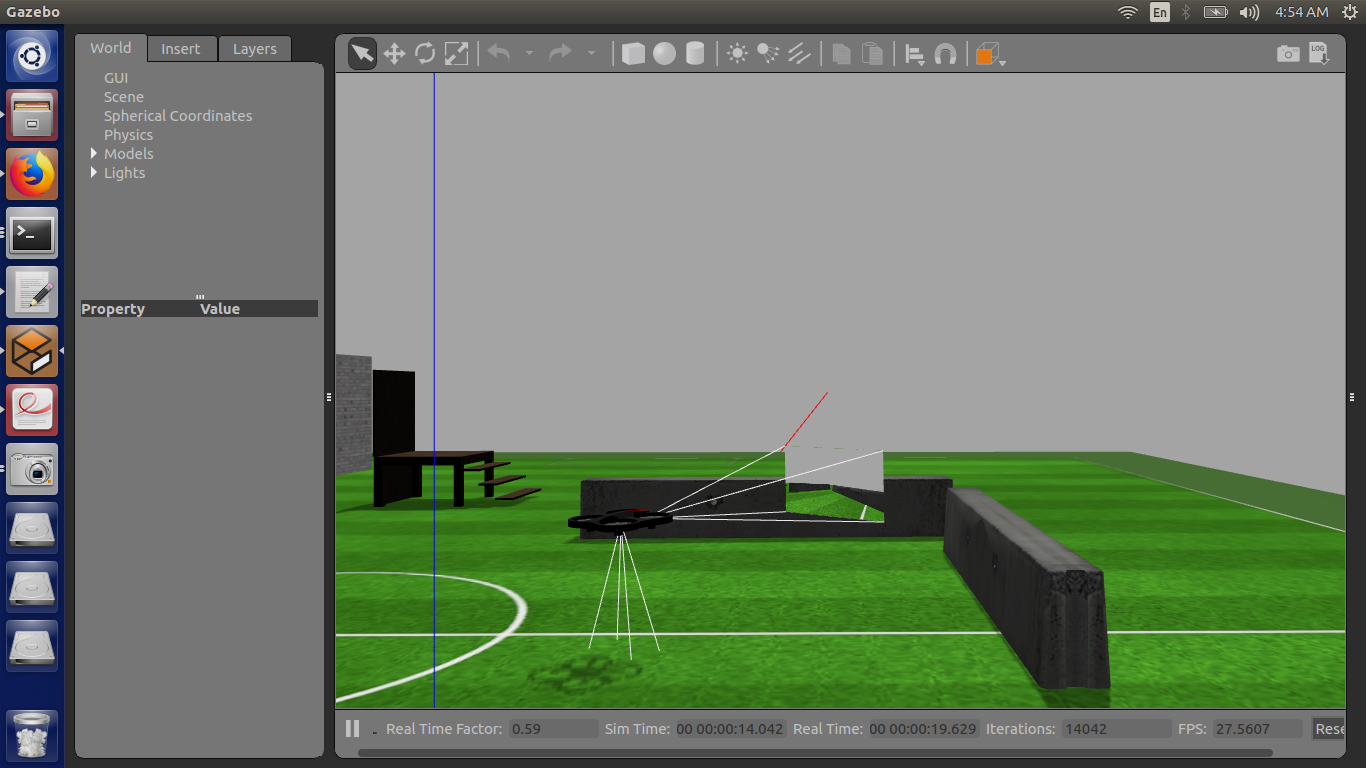 Gazebo
En
4:54 AM
World
Insert
Layers
LOG
GUI
Scene
Spherical Coordinates
Physics
Models
Lights
Property Value
Real Time Factor: 0.59 Sim Time: 00 00:00:14.042 Real Time: 00 00:00:19.629 Iterations: 14042 FPS: 27.5607 Rese